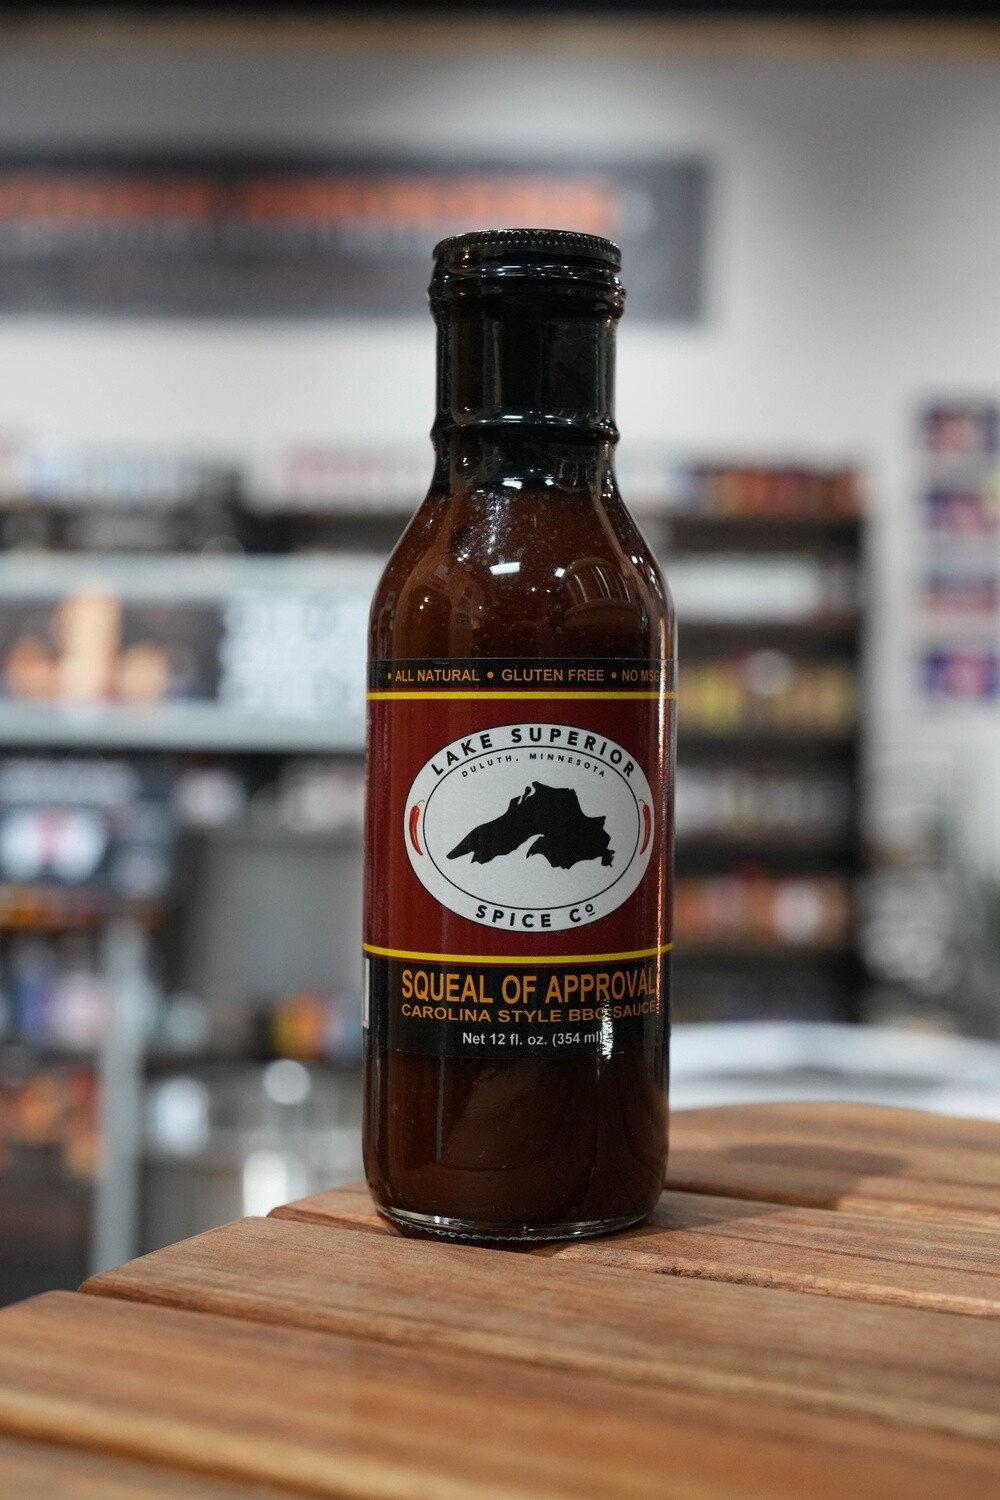 • ALL NATURAL • GLUTEN FREE • NO MSG
LAKE SUPERIOR
DULUTH, MINNESOTA
SPICE Cº
SQUEAL OF APPROVAL
CAROLINA STYLE BBQ SAUCE
Net 12 fl. oz. (354 ml)